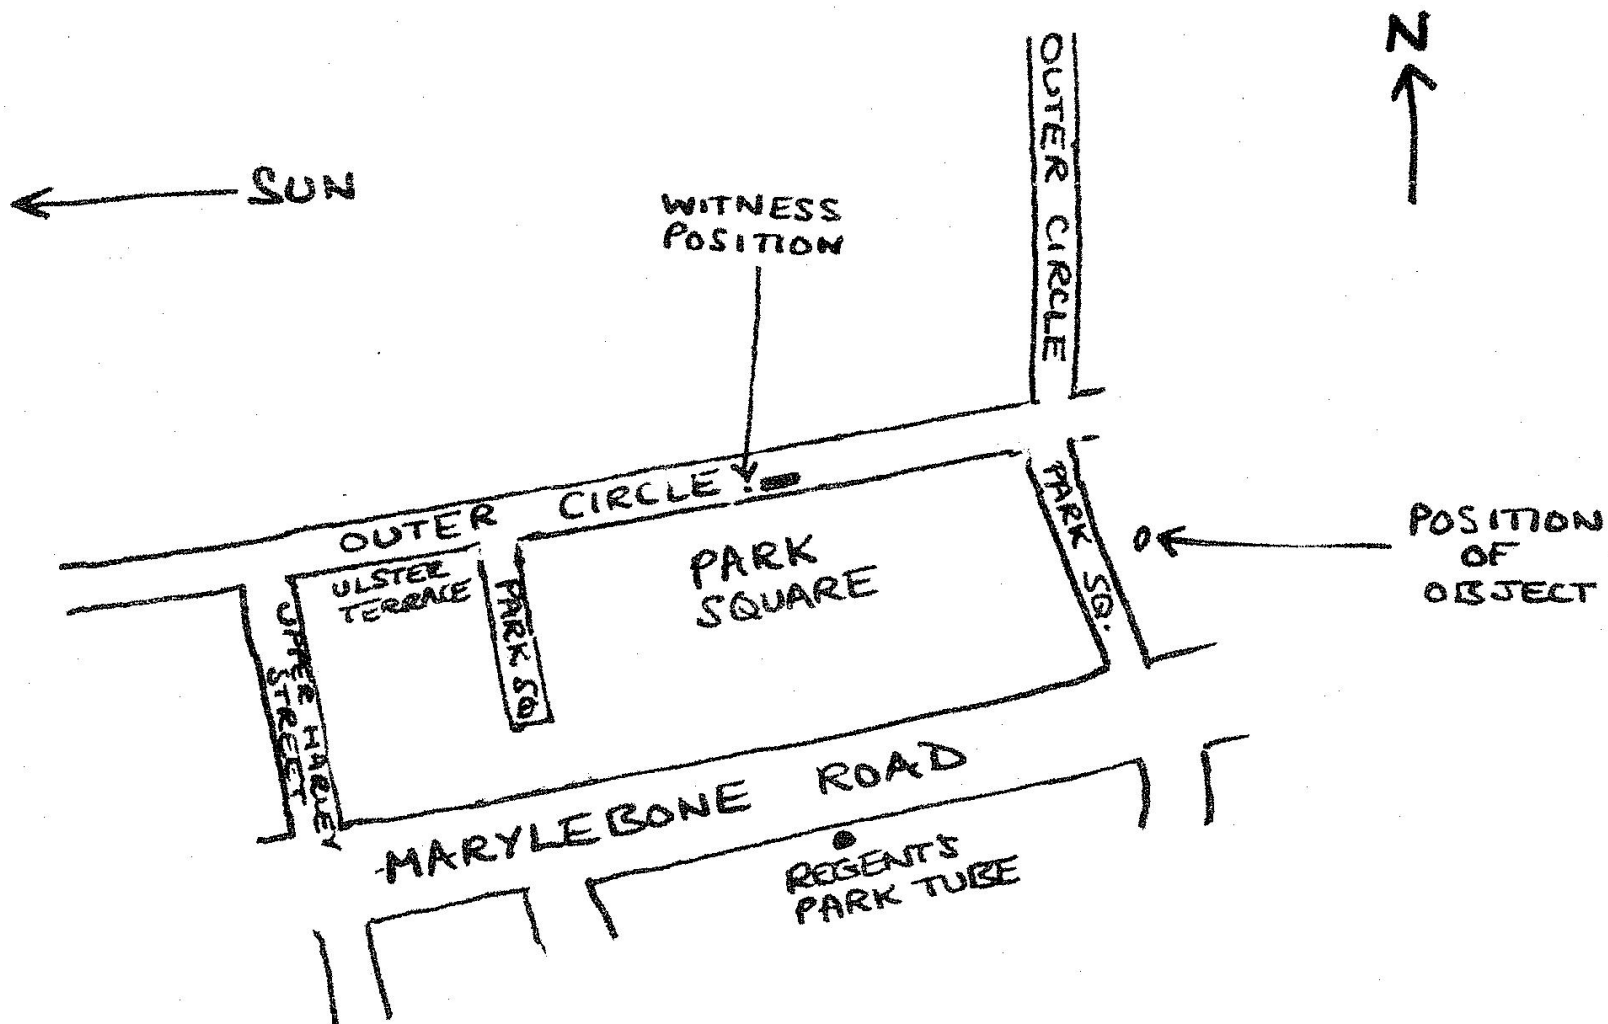 N
OUTER CIRCLE
SUN
WITNESS
POSITION
OUTER CIRCLE
PARK SQ.
POSITION
OF
OBJECT
PARK
SQUARE
ULSTER
TERRACE
PARK SQ
UPPER HARLEY
STREET
MARYLEBONE ROAD
REGENTS
PARK TUBE